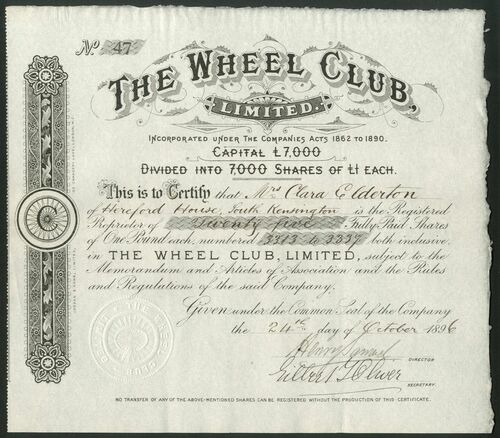 No 47
THE WHEEL CLUB,
LIMITED.
INCORPORATED UNDER THE COMPANIES ACTS 1862 TO 1890.
CAPITAL £7,000
DIVIDED INTO 7,000 SHARES OF £1 EACH.
This is to Certify that Mrs Clara Elderton
of Hereford House, South Kensington is the Registered
Proprietor of Twenty five Fully Paid Shares
of One Pound each, numbered 3313 to 3337 both inclusive,
in THE WHEEL CLUB, LIMITED, subject to the
Memorandum and Articles of Association and the Rules
and Regulations of the said Company.
Given under the Common Seal of the Company
the 24th day of October 1896
DIRECTOR
Gilbert J. Oliver
SECRETARY.
NO TRANSFER OF ANY OF THE ABOVE-MENTIONED SHARES CAN BE REGISTERED WITHOUT THE PRODUCTION OF THIS CERTIFICATE.